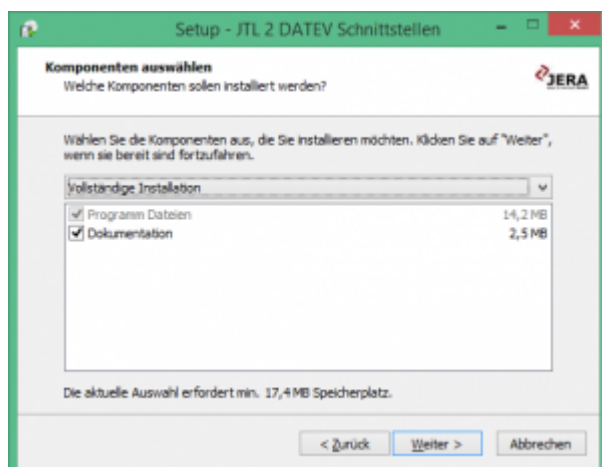 Setup - JTL 2 DATEV Schnittstellen
Komponenten auswählen
Welche Komponenten sollen installiert werden?
JERA
Wählen Sie die Komponenten aus, die Sie installieren möchten. Klicken Sie auf "Weiter",
wenn sie bereit sind fortzufahren.
Vollständige Installation
Programm Dateien 14,2 MB
Dokumentation 2,5 MB
Die aktuelle Auswahl erfordert min. 17,4 MB Speicherplatz.
< Zurück Weiter > Abbrechen